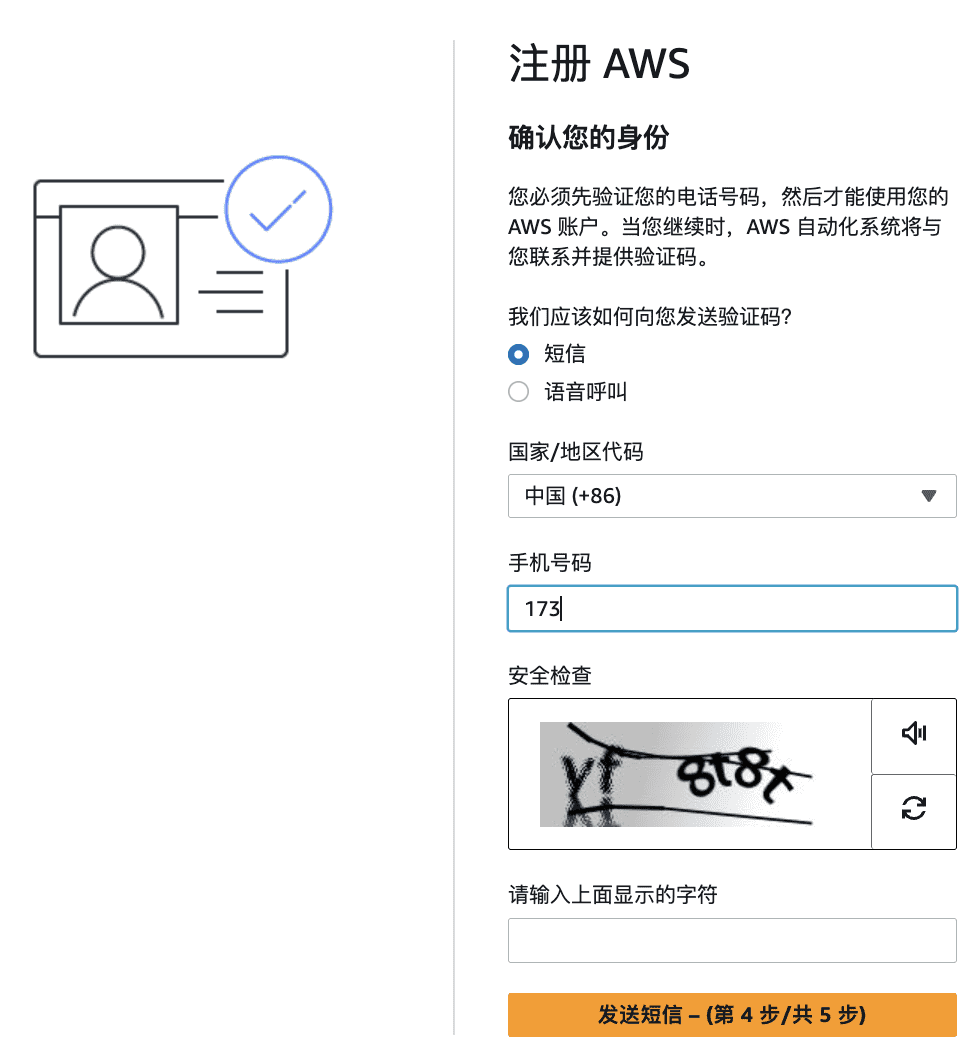 注册 AWS
确认您的身份
您必须先验证您的电话号码，然后才能使用您的
AWS 账户。当您继续时，AWS 自动化系统将与
您联系并提供验证码。
我们应该如何向您发送验证码？
短信
语音呼叫
国家/地区代码
中国 (+86)
手机号码
173
安全检查
请输入上面显示的字符
发送短信 – (第 4 步/共 5 步)